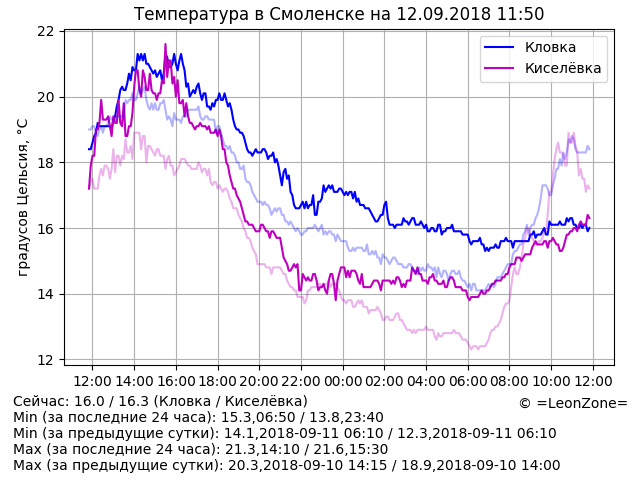 Температура в Смоленске на 12.09.2018 11:50
градусов Цельсия, °C
22
20
18
16
14
12
Кловка
Киселёвка
12:00 14:00 16:00 18:00 20:00 22:00 00:00 02:00 04:00 06:00 08:00 10:00 12:00
Сейчас: 16.0 / 16.3 (Кловка / Киселёвка)
© =LeonZone=
Min (за последние 24 часа): 15.3,06:50 / 13.8,23:40
Min (за предыдущие сутки): 14.1,2018-09-11 06:10 / 12.3,2018-09-11 06:10
Max (за последние 24 часа): 21.3,14:10 / 21.6,15:30
Max (за предыдущие сутки): 20.3,2018-09-10 14:15 / 18.9,2018-09-10 14:00